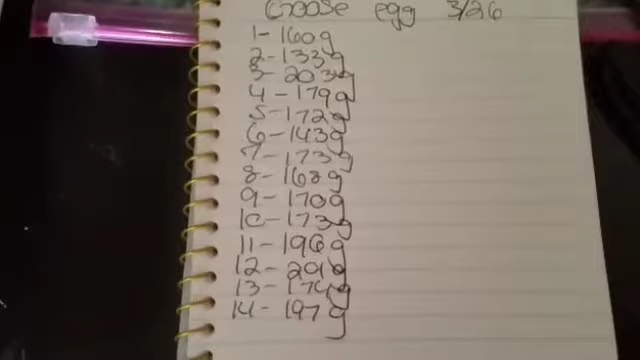 Goose egg 3/26
1- 160g
2- 133g
3- 203g
4 - 179g
5- 172g
6- 143g
7- 173g
8- 168g
9- 170g
10- 173g
11- 196g
12- 201g
13- 174g
14- 197g